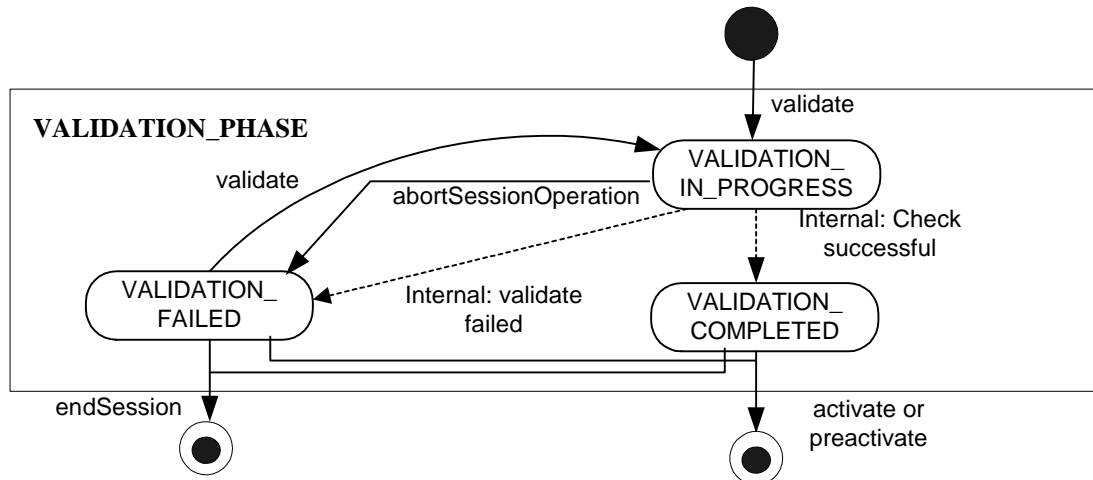 validate
VALIDATION_PHASE
VALIDATION_
IN_PROGRESS
validate
abortSessionOperation
Internal: Check
successful
VALIDATION_
FAILED
Internal: validate
failed
VALIDATION_
COMPLETED
endSession
activate or
preactivate